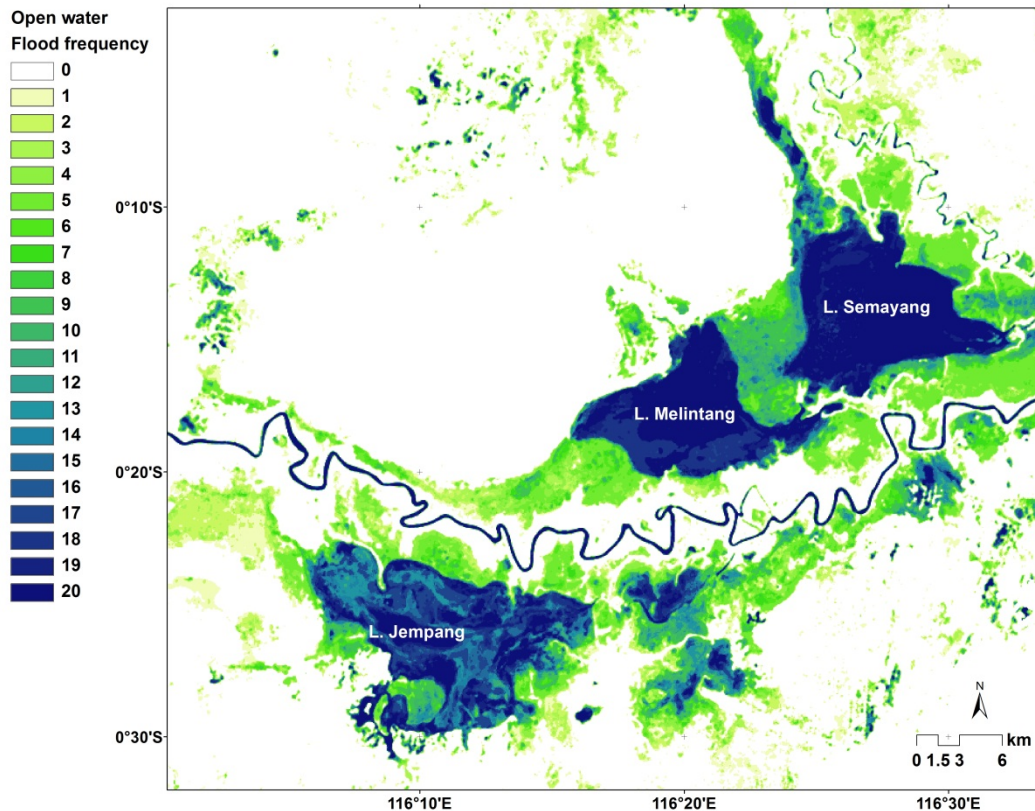 Open water
Flood frequency
0
1
2
3
4
5
6
7
8
9
10
11
12
13
14
15
16
17
18
19
20
0°10'S
0°20'S
0°30'S
L. Semayang
L. Melintang
L. Jempang
N
km
0 1.5 3 6
116°10'E
116°20'E
116°30'E